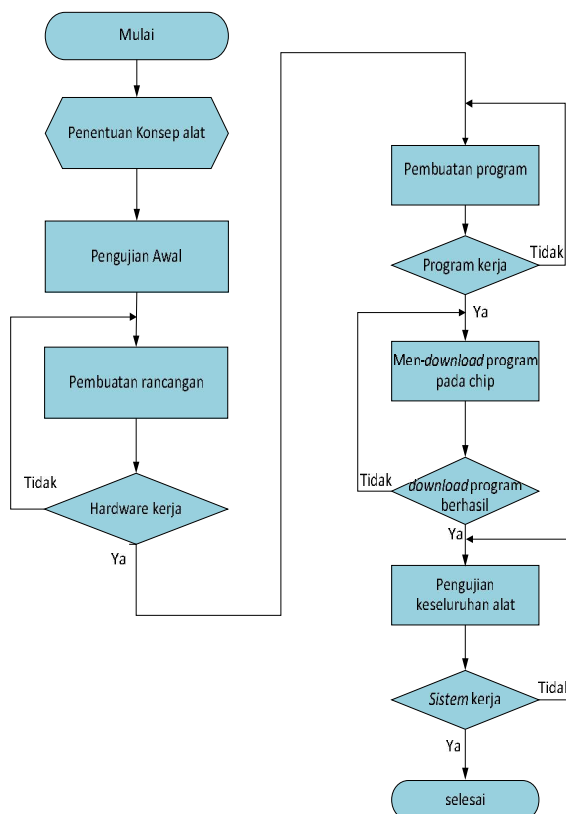 Mulai
Penentuan Konsep alat
Pengujian Awal
Pembuatan rancangan
Tidak
Hardware kerja
Ya
Pembuatan program
Tidak
Program kerja
Ya
Men-download program
pada chip
Tidak
download program
berhasil
Ya
Pengujian
keseluruhan alat
Tidak
Sistem kerja
Ya
selesai